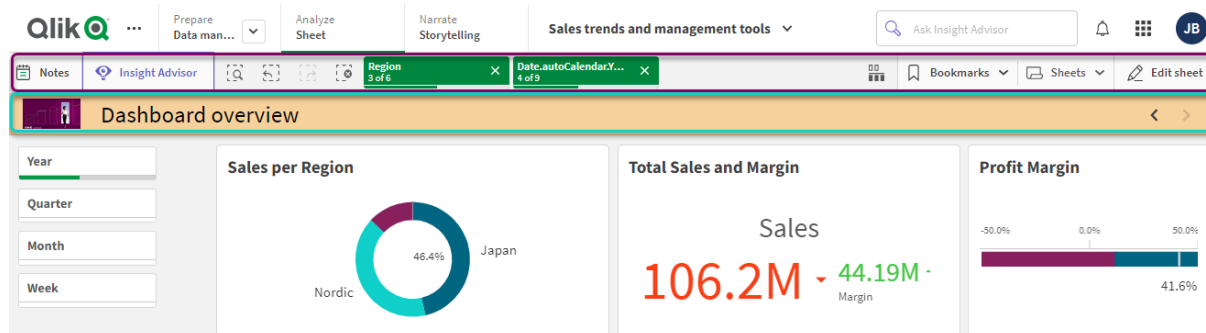 Qlik
...
Prepare
Data man...
Analyze
Sheet
Narrate
Storytelling
Sales trends and management tools
Ask Insight Advisor
JB
Notes
Insight Advisor
Region
3 of 6
Date.autoCalendar.Y...
4 of 9
Bookmarks
Sheets
Edit sheet
Dashboard overview
Year
Quarter
Month
Week
Sales per Region
46.4%
Japan
Nordic
Total Sales and Margin
Sales
106.2M
44.19M
Margin
Profit Margin
-50.0%
0.0%
50.0%
41.6%